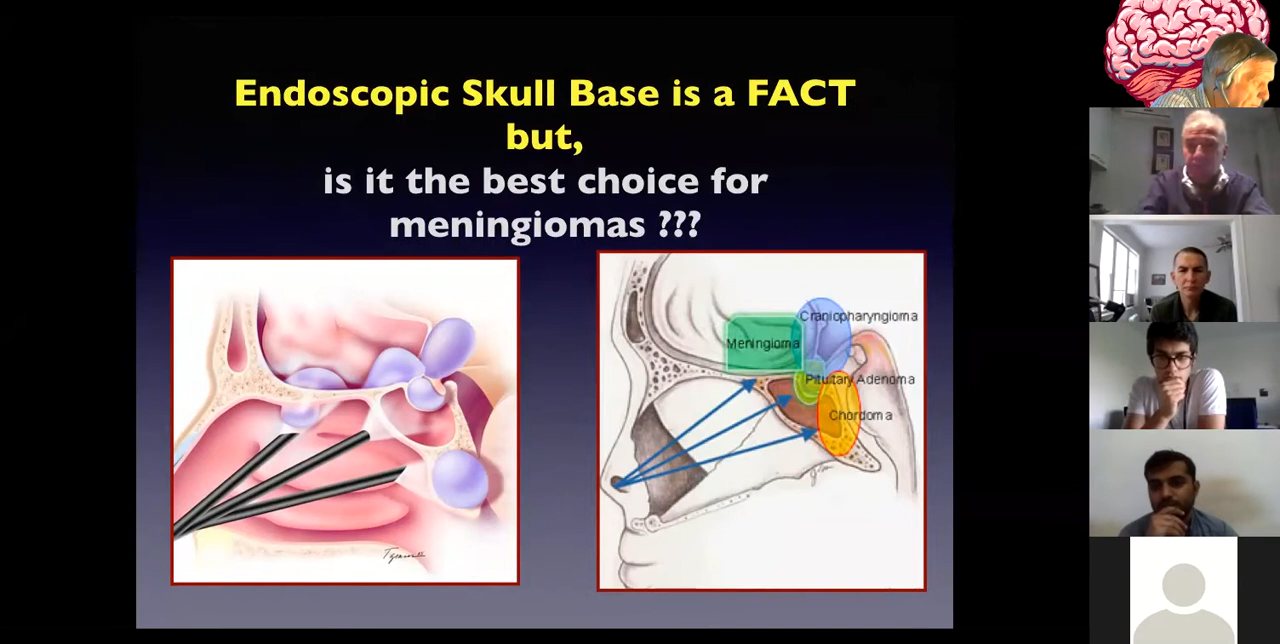 Endoscopic Skull Base is a FACT
but,
is it the best choice for
meningiomas ???
Craniopharyngioma
Meningioma
Pituitary Adenoma
Chordoma